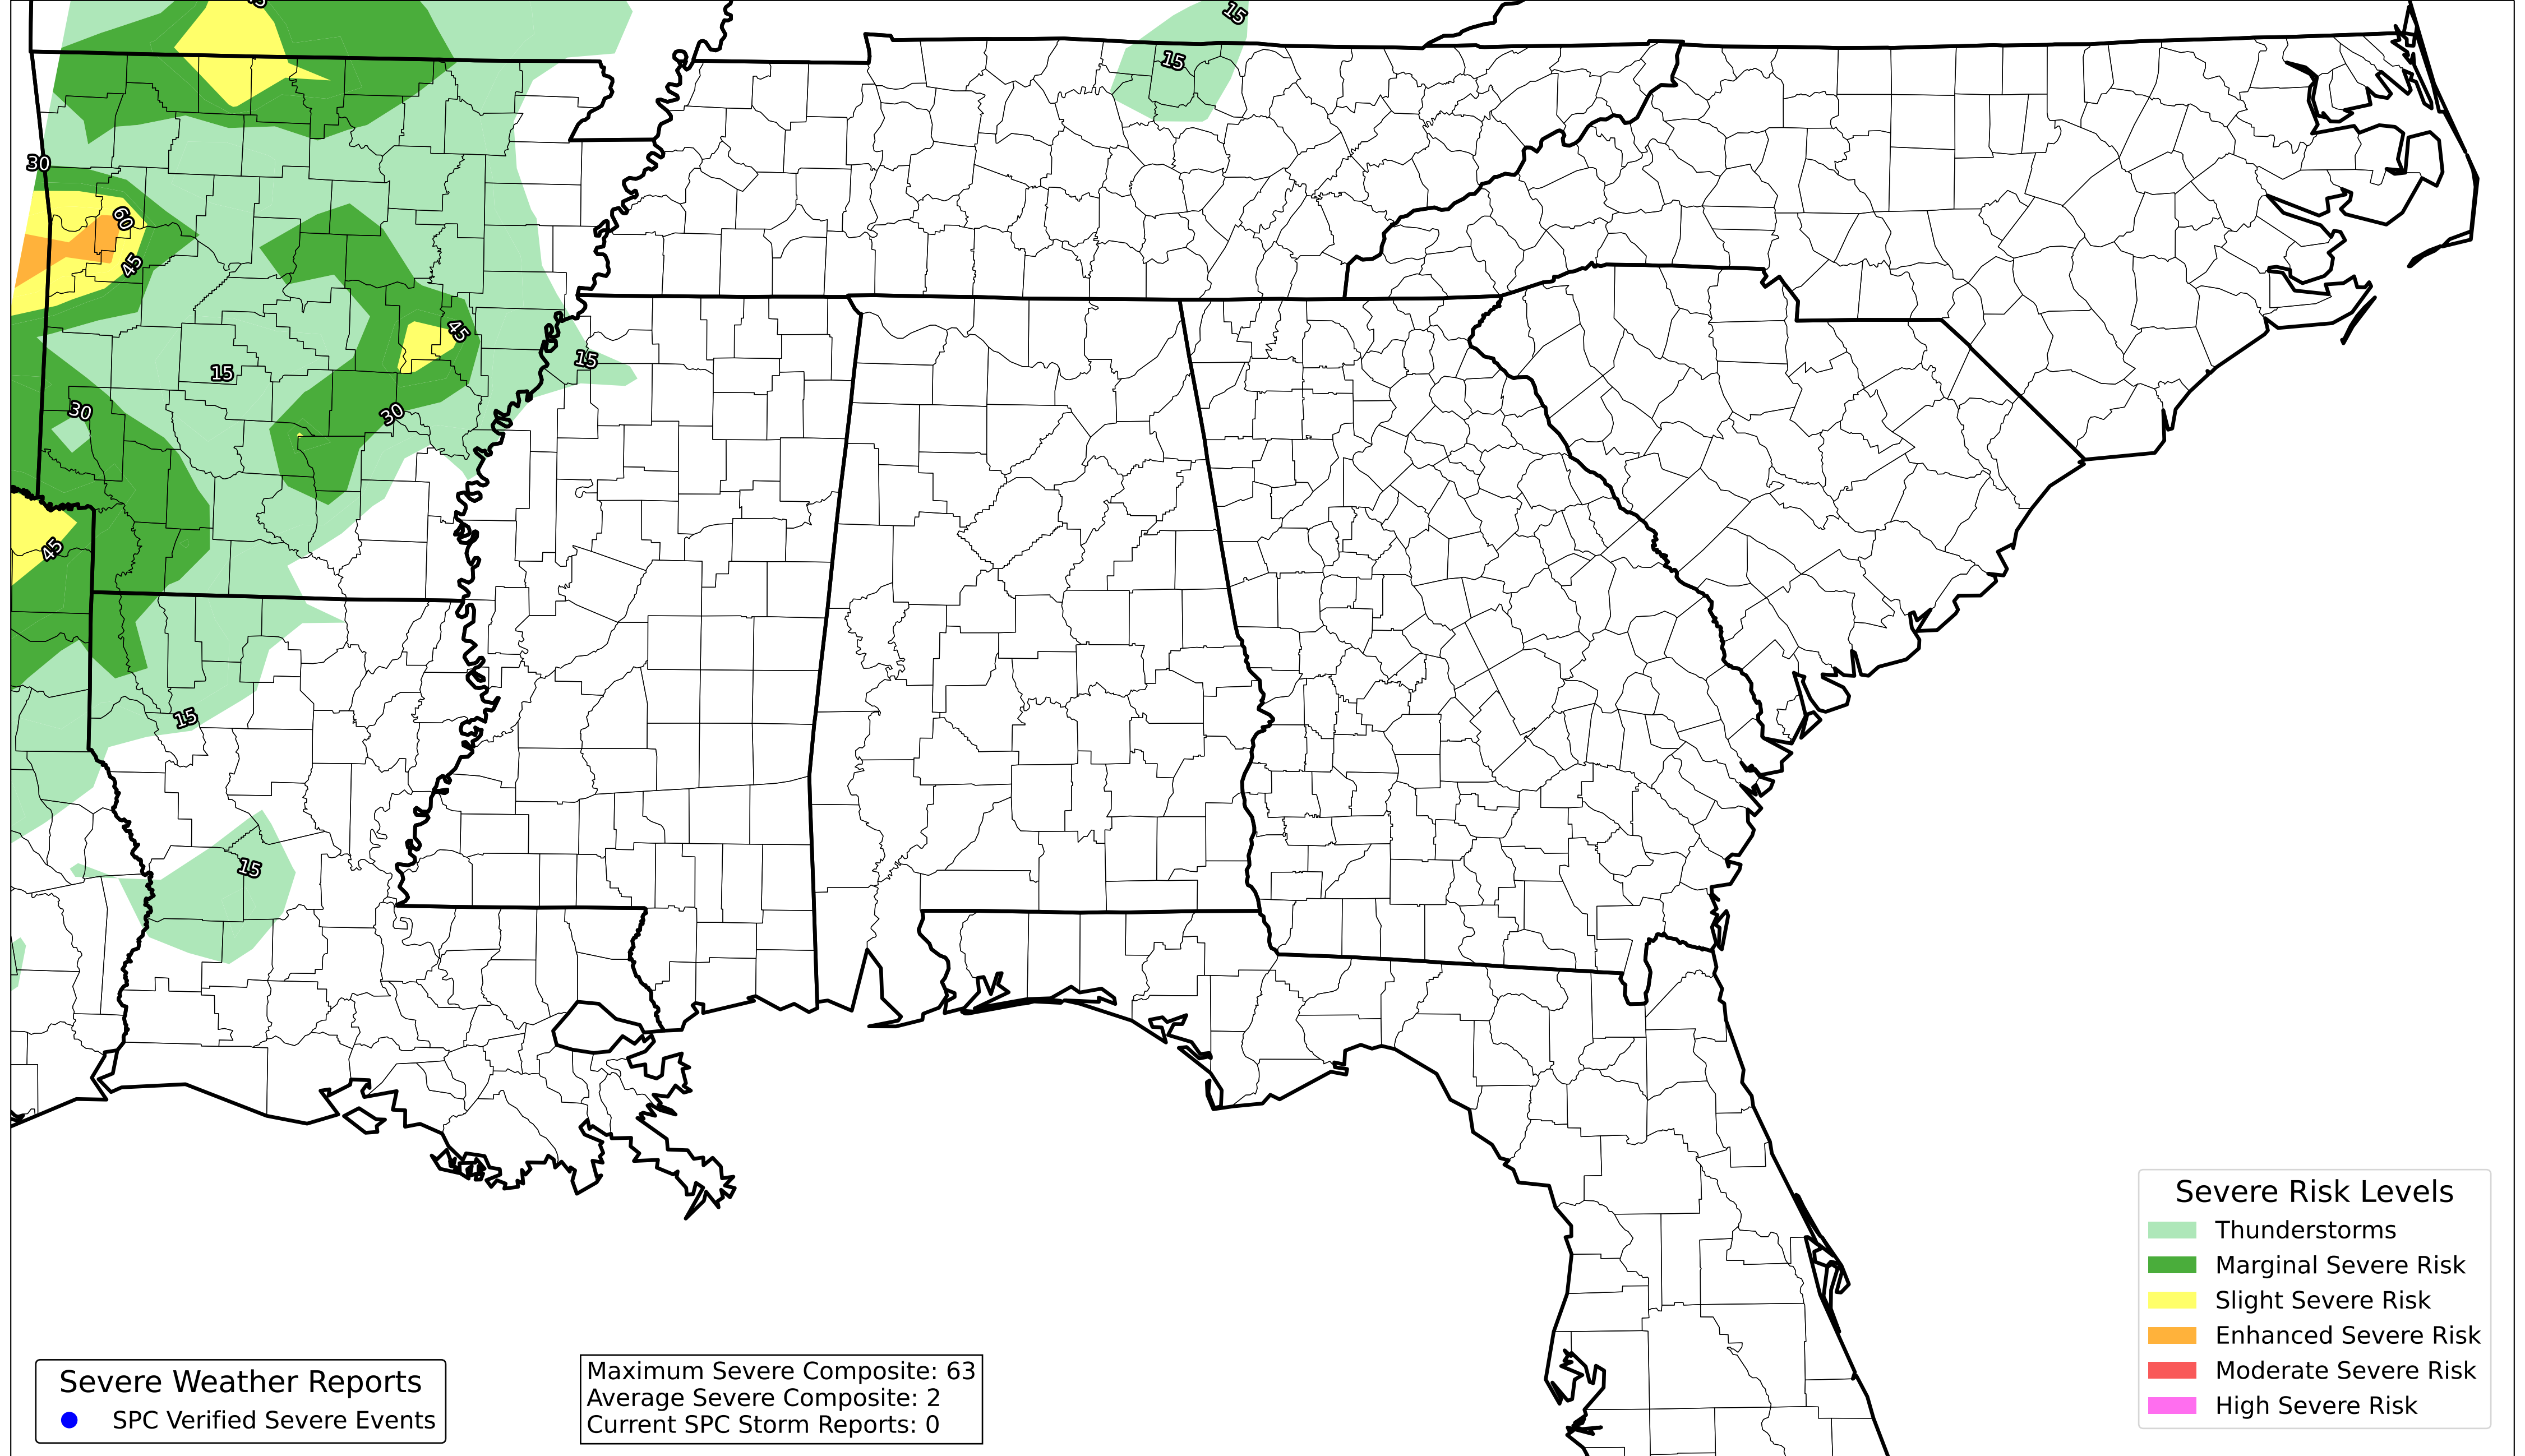 45
15
15
30
60
45
45
15
15
30
30
45
15
15
Severe Risk Levels
Thunderstorms
Marginal Severe Risk
Slight Severe Risk
Enhanced Severe Risk
Moderate Severe Risk
High Severe Risk
Severe Weather Reports
SPC Verified Severe Events
Maximum Severe Composite: 63
Average Severe Composite: 2
Current SPC Storm Reports: 0